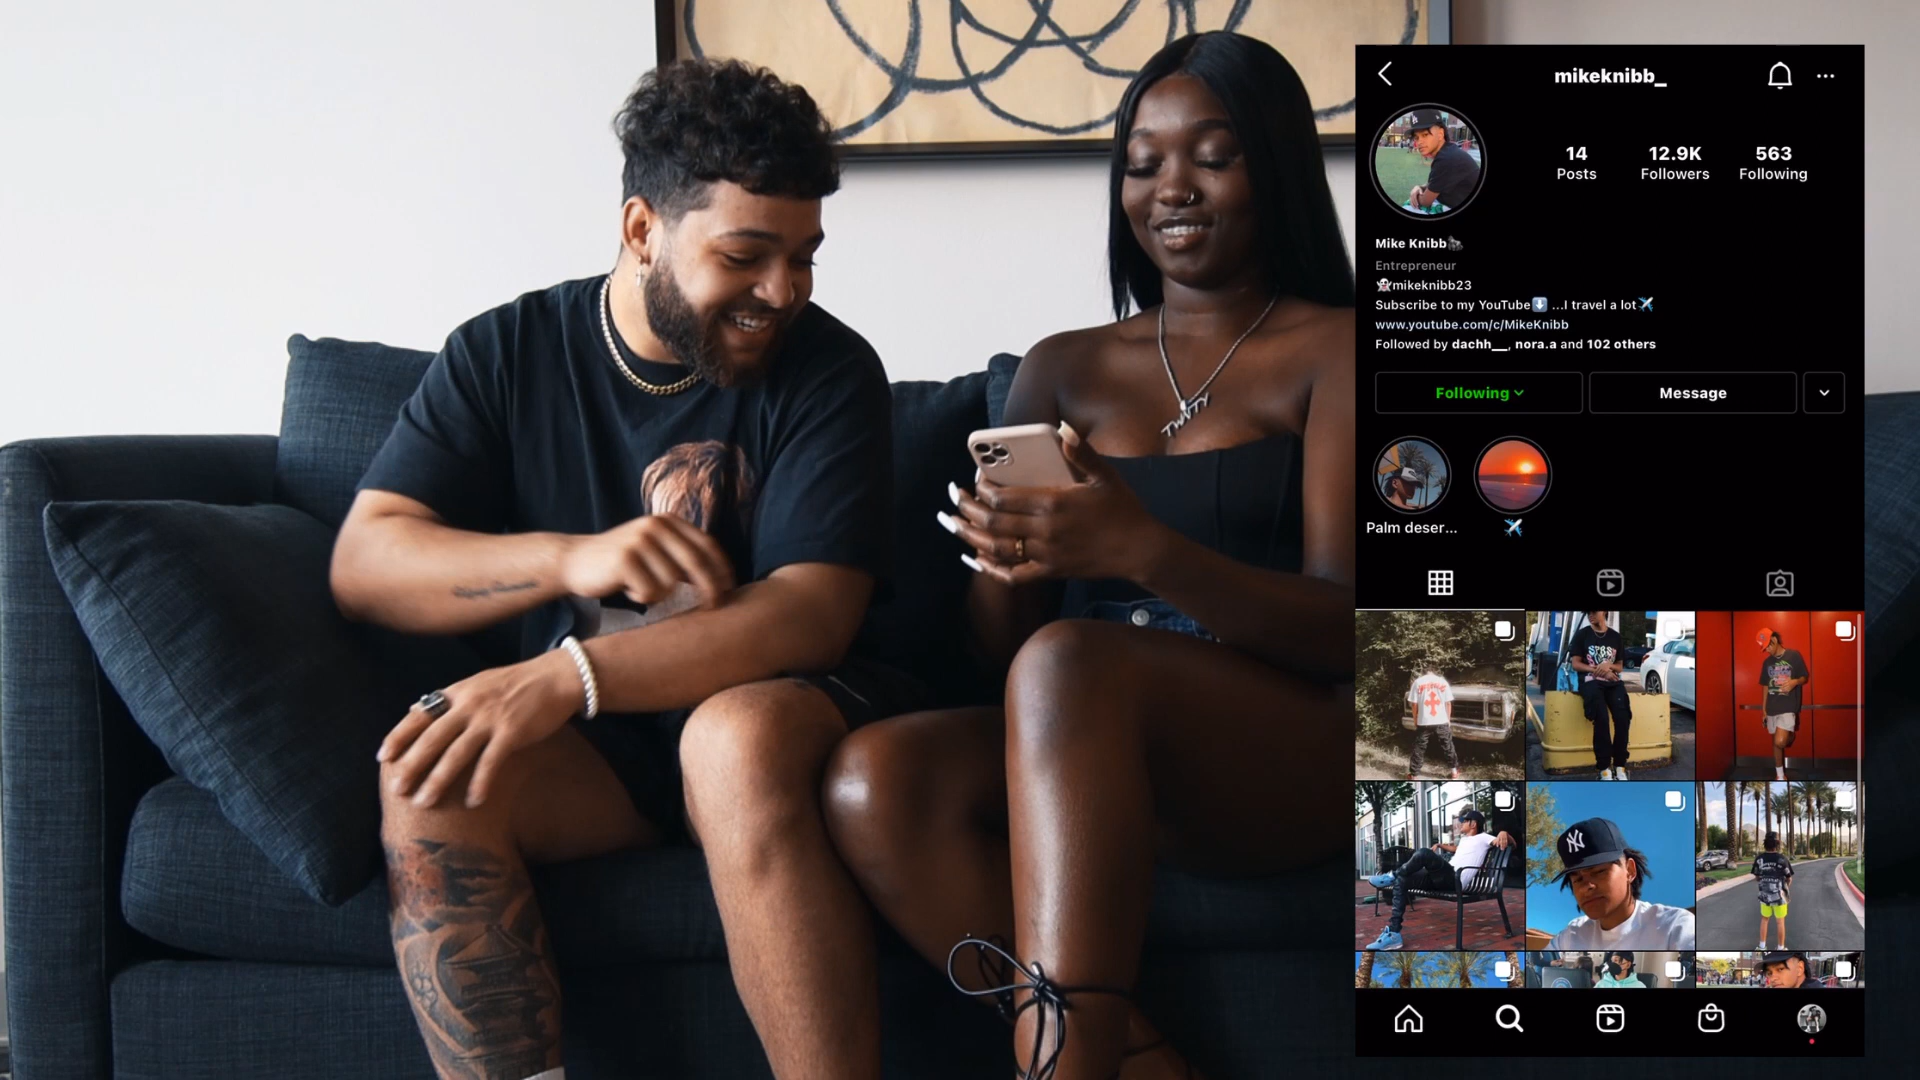 mikeknibb_
14
Posts
12.9K
Followers
563
Following
Mike Knibb🦍
Entrepreneur
👻mikeknibb23
Subscribe to my YouTube⬇️ ...I travel a lot✈️
www.youtube.com/c/MikeKnibb
Followed by dachh__, nora.a and 102 others
Following
Message
Palm deser...
✈️
TWNTY